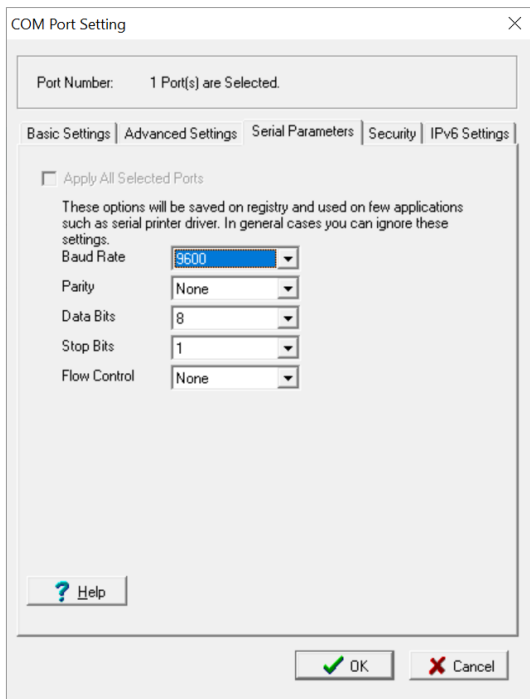 COM Port Setting
Port Number: 1 Port(s) are Selected.
Basic Settings Advanced Settings Serial Parameters Security IPv6 Settings
Apply All Selected Ports
These options will be saved on registry and used on few applications
such as serial printer driver. In general cases you can ignore these
settings.
Baud Rate 9600
Parity None
Data Bits 8
Stop Bits 1
Flow Control None
Help
OK Cancel